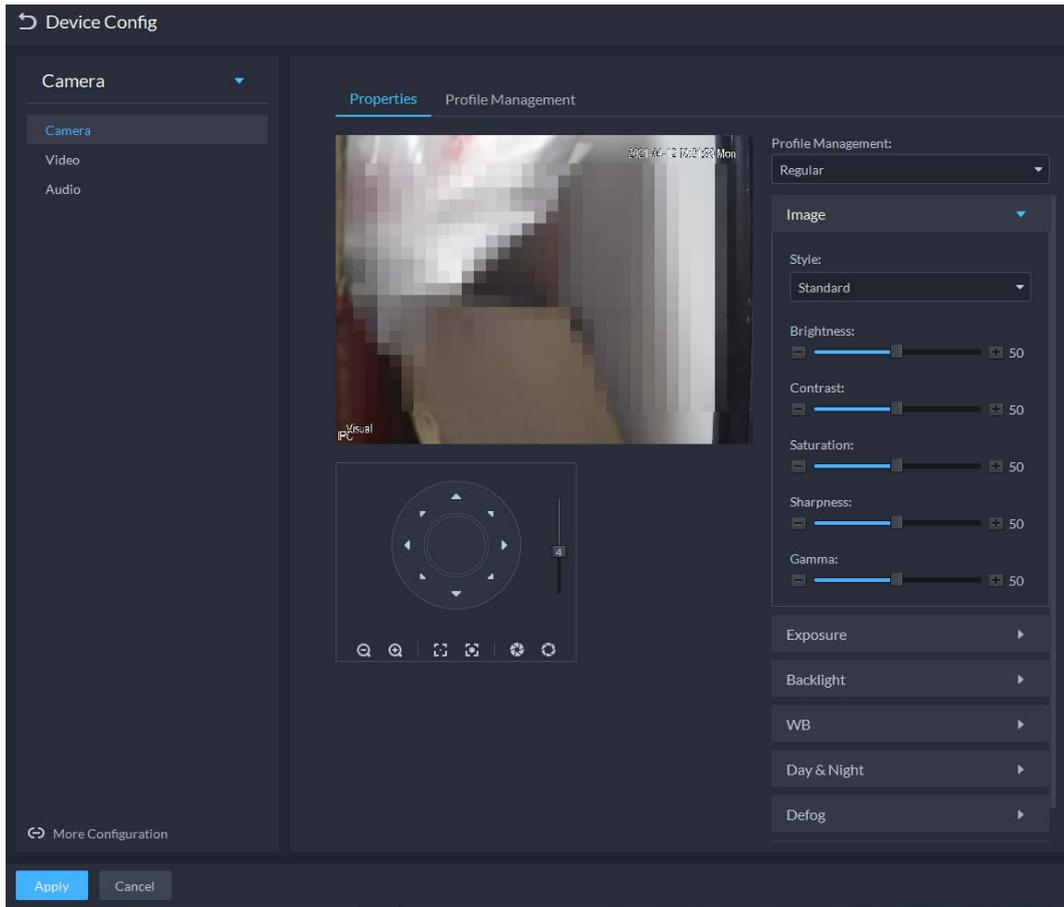 Device Config
Camera
Camera
Video
Audio
More Configuration
Properties
Profile Management
Mon
Visual
IPC
4
Profile Management:
Regular
Image
Style:
Standard
Brightness:
50
Contrast:
50
Saturation:
50
Sharpness:
50
Gamma:
50
Exposure
Backlight
WB
Day & Night
Defog
Apply
Cancel